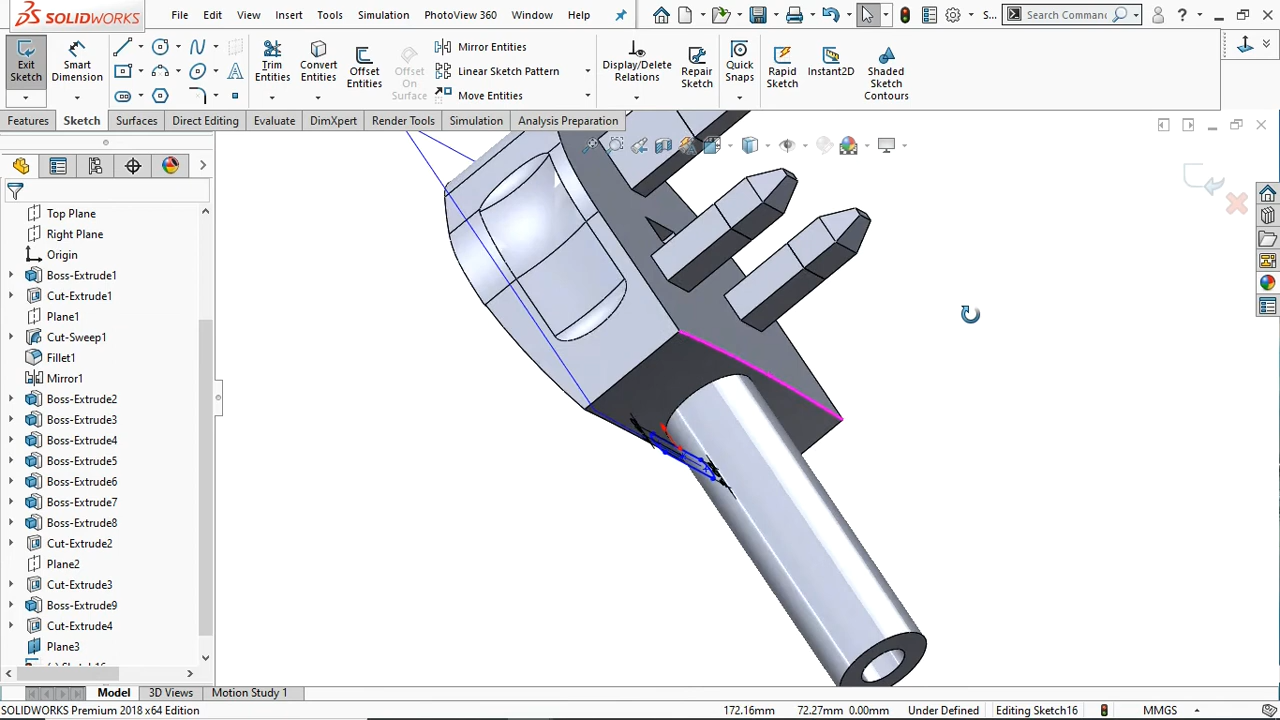 SOLIDWORKS
File Edit View Insert Tools Simulation PhotoView 360 Window Help
S...
Search Commanc
?
Exit Sketch
Smart Dimension
Trim Entities
Convert Entities
Offset Entities
Offset On Surface
Mirror Entities
Linear Sketch Pattern
Move Entities
Display/Delete Relations
Repair Sketch
Quick Snaps
Rapid Sketch
Instant2D
Shaded Sketch Contours
Features Sketch Surfaces Direct Editing Evaluate DimXpert Render Tools Simulation Analysis Preparation
Top Plane
Right Plane
Origin
Boss-Extrude1
Cut-Extrude1
Plane1
Cut-Sweep1
Fillet1
Mirror1
Boss-Extrude2
Boss-Extrude3
Boss-Extrude4
Boss-Extrude5
Boss-Extrude6
Boss-Extrude7
Boss-Extrude8
Cut-Extrude2
Plane2
Cut-Extrude3
Boss-Extrude9
Cut-Extrude4
Plane3
(-) Sketch16
Model 3D Views Motion Study 1
SOLIDWORKS Premium 2018 x64 Edition 172.16mm 72.27mm 0.00mm Under Defined Editing Sketch16 MMGS